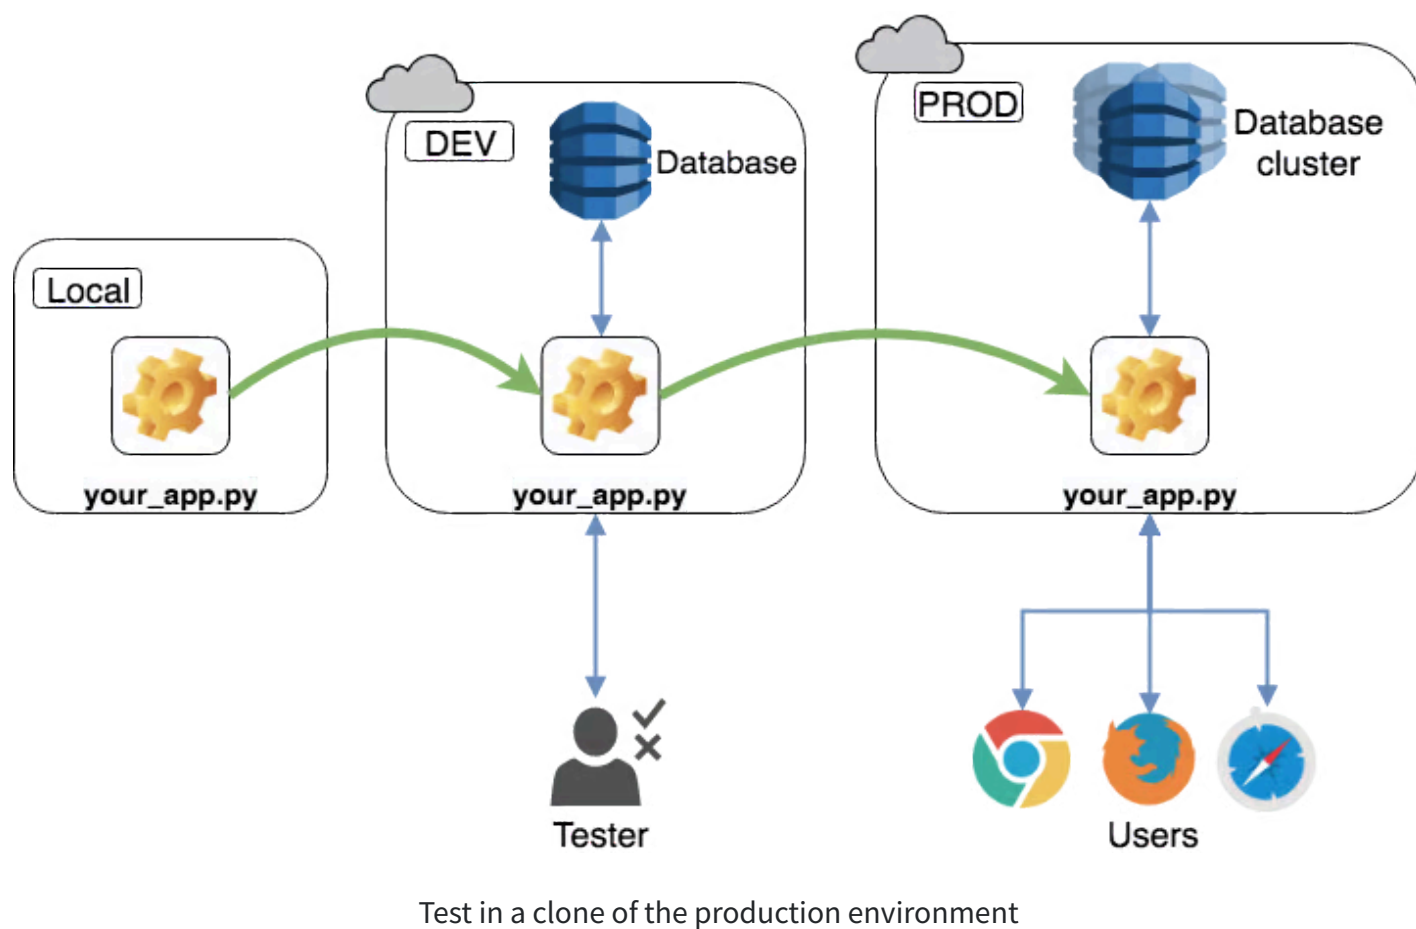 Local
your_app.py
DEV
Database
your_app.py
Tester
PROD
Database
cluster
your_app.py
Users
Test in a clone of the production environment